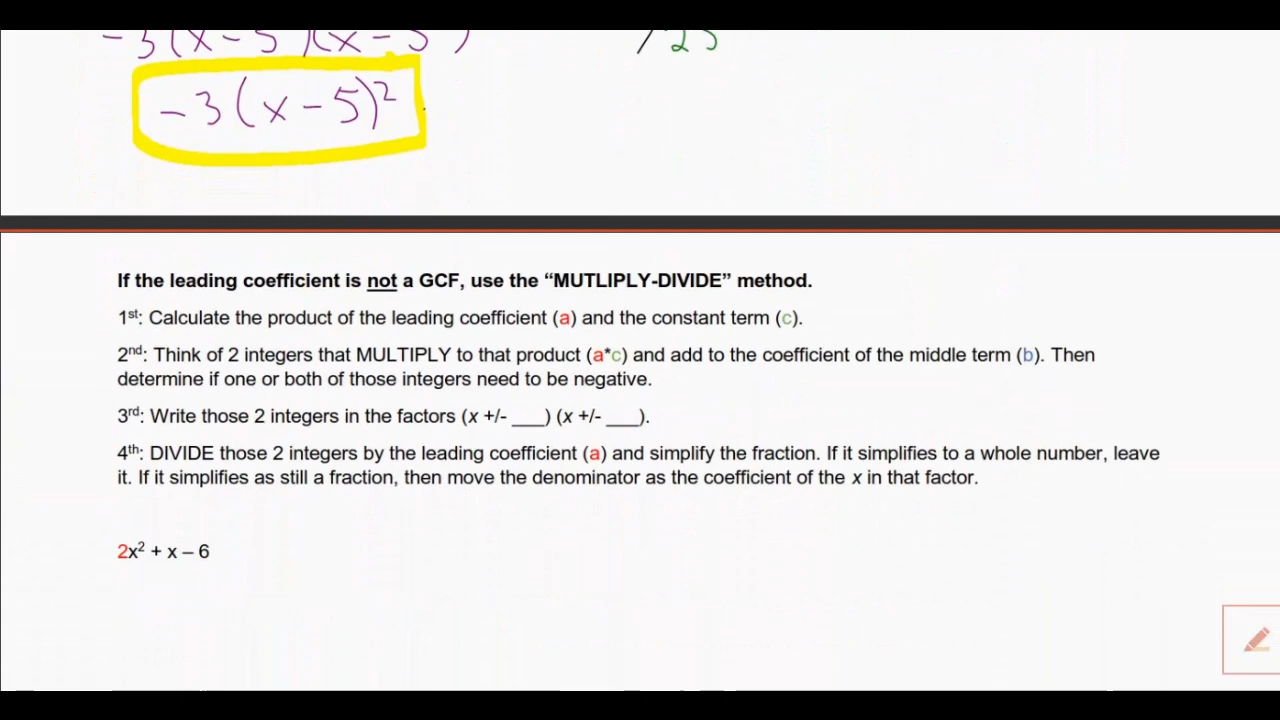 -3(x-5)(x-5)
/25
-3(x-5)²
If the leading coefficient is not a GCF, use the “MUTLIPLY-DIVIDE” method.
1st: Calculate the product of the leading coefficient (a) and the constant term (c).
2nd: Think of 2 integers that MULTIPLY to that product (a*c) and add to the coefficient of the middle term (b). Then
determine if one or both of those integers need to be negative.
3rd: Write those 2 integers in the factors (x +/- ___) (x +/- ___).
4th: DIVIDE those 2 integers by the leading coefficient (a) and simplify the fraction. If it simplifies to a whole number, leave
it. If it simplifies as still a fraction, then move the denominator as the coefficient of the x in that factor.
2x² + x – 6